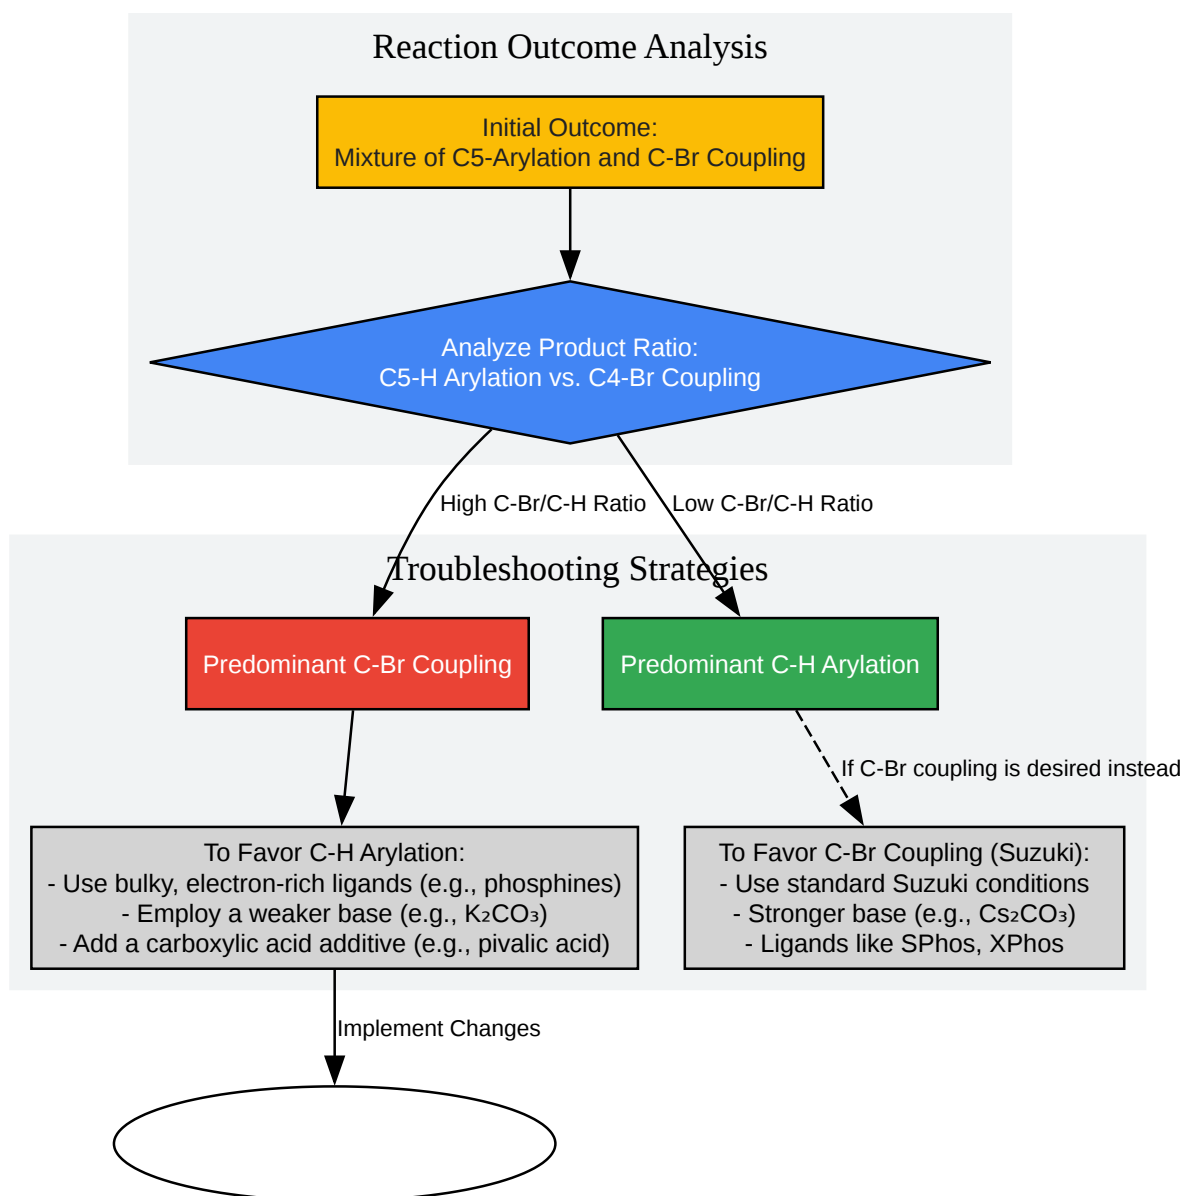 Reaction Outcome Analysis
Initial Outcome:
Mixture of C5-Arylation and C-Br Coupling
Analyze Product Ratio:
C5-H Arylation vs. C4-Br Coupling
High C-Br/C-H Ratio
Low C-Br/C-H Ratio
Troubleshooting Strategies
Predominant C-Br Coupling
Predominant C-H Arylation
If C-Br coupling is desired instead
To Favor C-H Arylation:
- Use bulky, electron-rich ligands (e.g., phosphines)
- Employ a weaker base (e.g., K₂CO₃)
- Add a carboxylic acid additive (e.g., pivalic acid)
To Favor C-Br Coupling (Suzuki):
- Use standard Suzuki conditions
- Stronger base (e.g., Cs₂CO₃)
- Ligands like SPhos, XPhos
Implement Changes